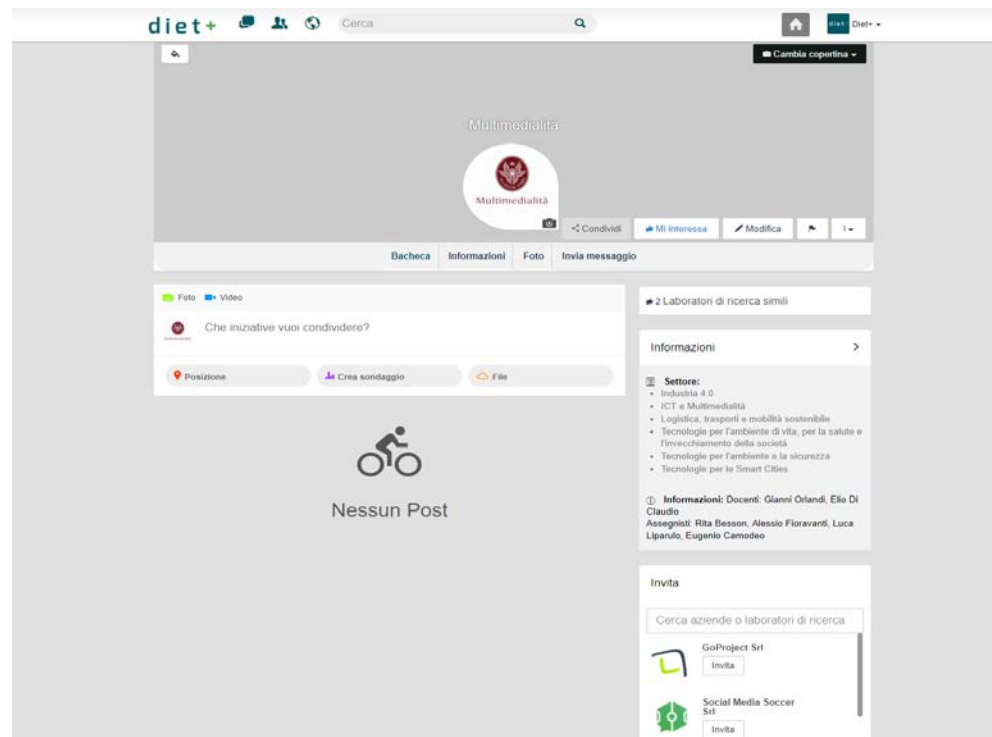 diet+
Cerca
diet+
Diet+
Cambia copertina
Multimedialità
Multimedialità
Condividi
Mi interessa
Modifica
Bacheca
Informazioni
Foto
Invia messaggio
Foto
Video
Che iniziative vuoi condividere?
Posizione
Crea sondaggio
File
Nessun Post
2 Laboratori di ricerca simili
Informazioni
Settore:
Industria 4.0
ICT e Multimedialità
Logistica, trasporti e mobilità sostenibile
Tecnologie per l'ambiente di vita, per la salute e
l'invecchiamento della società
Tecnologie per l'ambiente e la sicurezza
Tecnologie per le Smart Cities
Informazioni: Docenti: Gianni Orlandi, Elio Di
Claudio
Assegnisti: Rita Besson, Alessio Fioravanti, Luca
Liparulo, Eugenio Camodeo
Invita
Cerca aziende o laboratori di ricerca
GoProject Srl
Invita
Social Media Soccer
Srl
Invita